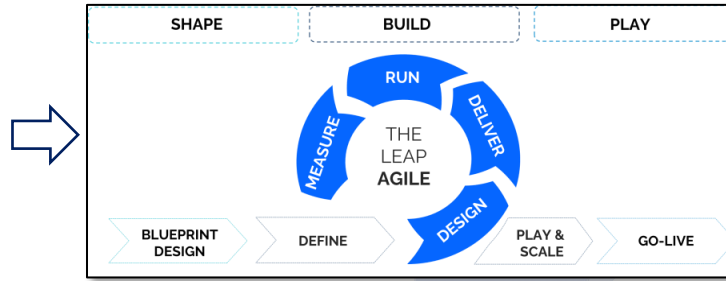 SHAPE
BUILD
PLAY
RUN
DELIVER
MEASURE
THE
LEAP
AGILE
DESIGN
BLUEPRINT
DESIGN
DEFINE
PLAY &
SCALE
GO-LIVE